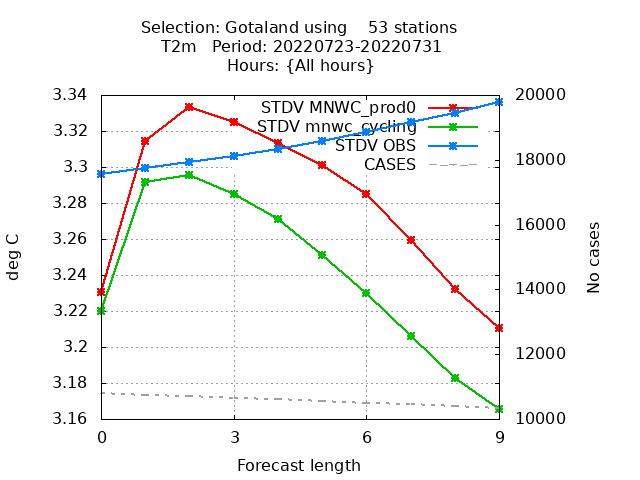 Selection: Gotaland using    53 stations
T2m   Period: 20220723-20220731
Hours: {All hours}
3.34
3.32
3.3
3.28
3.26
3.24
3.22
3.2
3.18
3.16
deg C
STDV MNWC_prod0
STDV mnwc_cycling
STDV OBS
CASES
20000
18000
16000
14000
12000
10000
No cases
0
3
6
9
Forecast length